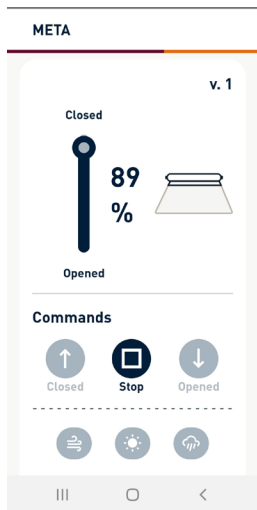 META
v. 1
Closed
89
%
Opened
Commands
Closed
Stop
Opened